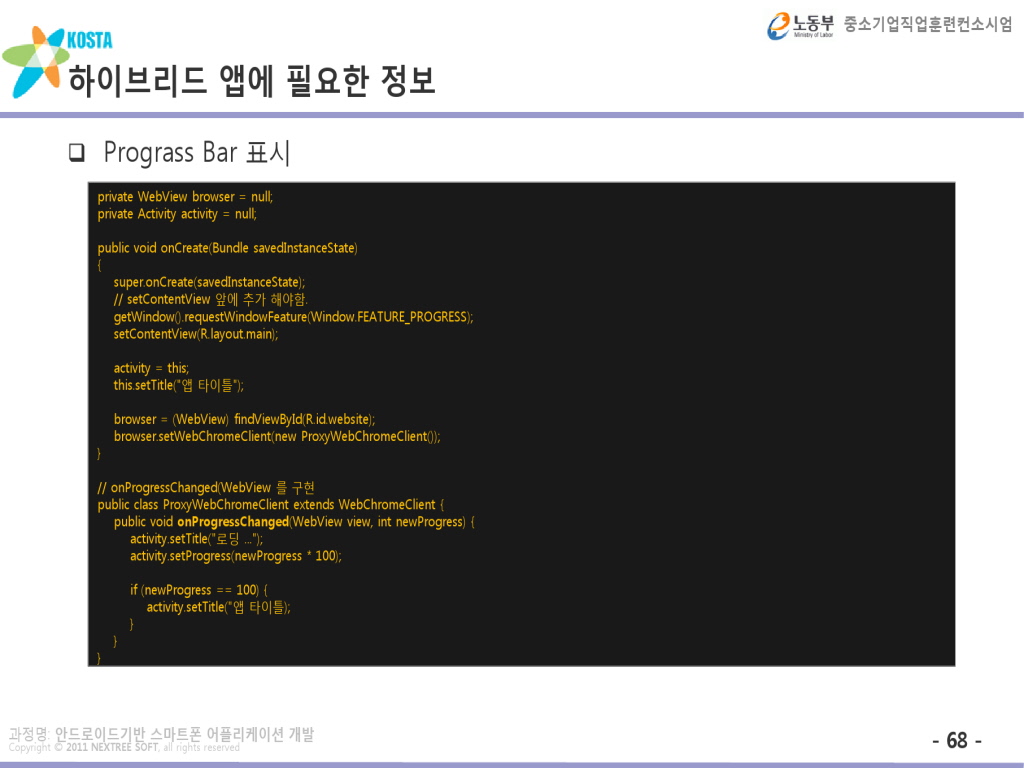 노동부 중소기업직업훈련컨소시엄
Ministry of Labor
KOSTA
하이브리드 앱에 필요한 정보
❑ Prograss Bar 표시
private WebView browser = null;
private Activity activity = null;
public void onCreate(Bundle savedInstanceState)
{
super.onCreate(savedInstanceState);
// setContentView 앞에 추가 해야함.
getWindow().requestWindowFeature(Window.FEATURE_PROGRESS);
setContentView(R.layout.main);
activity = this;
this.setTitle("앱 타이틀");
browser = (WebView) findViewById(R.id.website);
browser.setWebChromeClient(new ProxyWebChromeClient());
}
// onProgressChanged(WebView 를 구현
public class ProxyWebChromeClient extends WebChromeClient {
public void onProgressChanged(WebView view, int newProgress) {
activity.setTitle("로딩 ...");
activity.setProgress(newProgress * 100);
if (newProgress == 100) {
activity.setTitle("앱 타이틀);
}
}
}
과정명: 안드로이드기반 스마트폰 어플리케이션 개발
Copyright © 2011 NEXTREE SOFT, all rights reserved
- 68 -